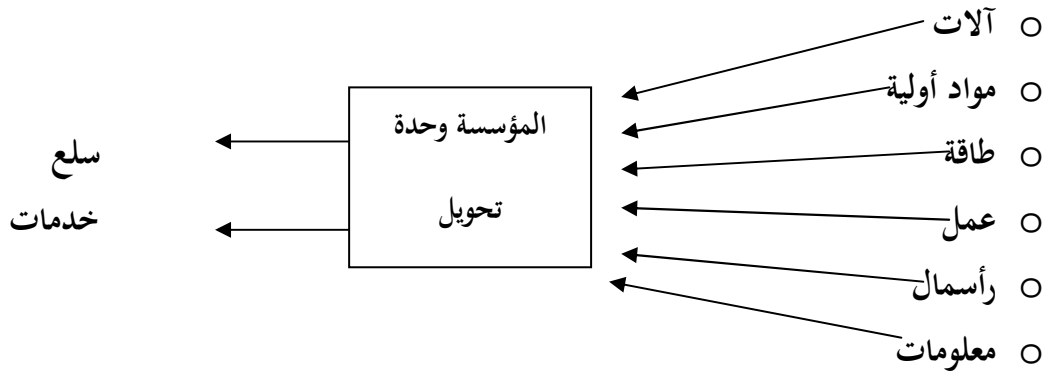 آلات
مواد أولية
طاقة
عمل
رأسمال
معلومات
المؤسسة وحدة
تحويل
سلع
خدمات